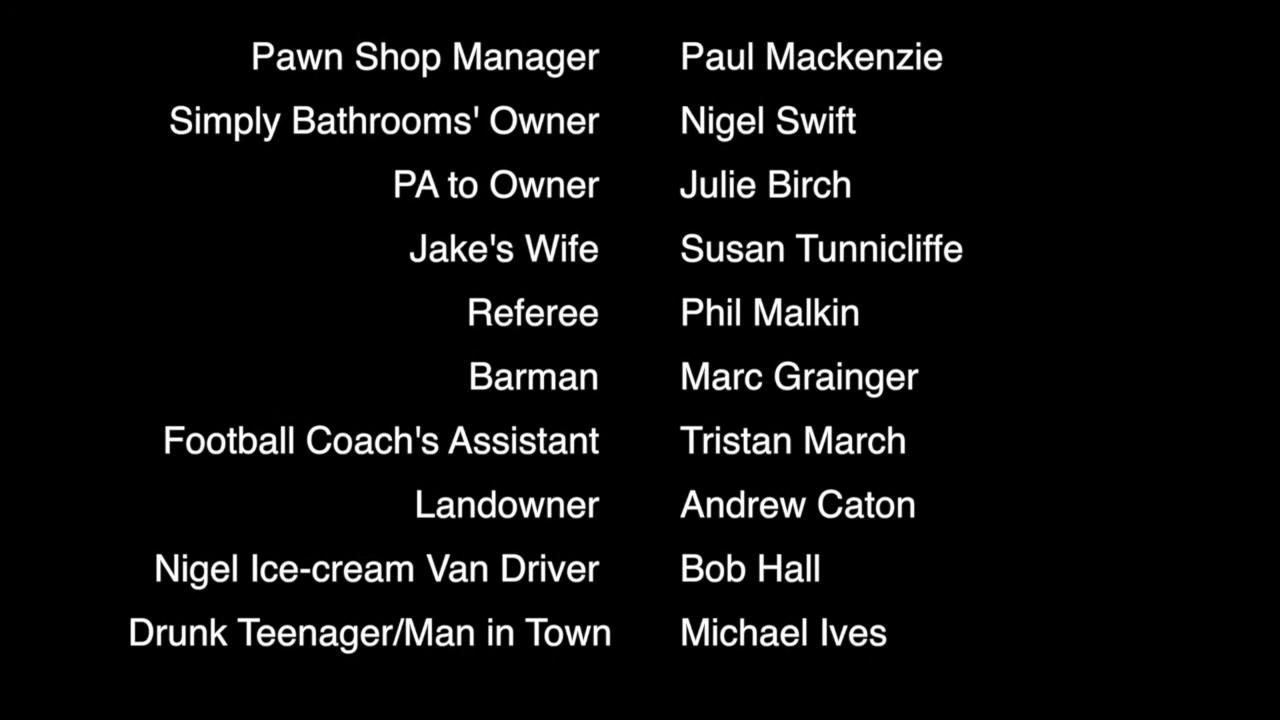 Pawn Shop Manager Paul Mackenzie
Simply Bathrooms' Owner Nigel Swift
PA to Owner Julie Birch
Jake's Wife Susan Tunnicliffe
Referee Phil Malkin
Barman Marc Grainger
Football Coach's Assistant Tristan March
Landowner Andrew Caton
Nigel Ice-cream Van Driver Bob Hall
Drunk Teenager/Man in Town Michael Ives